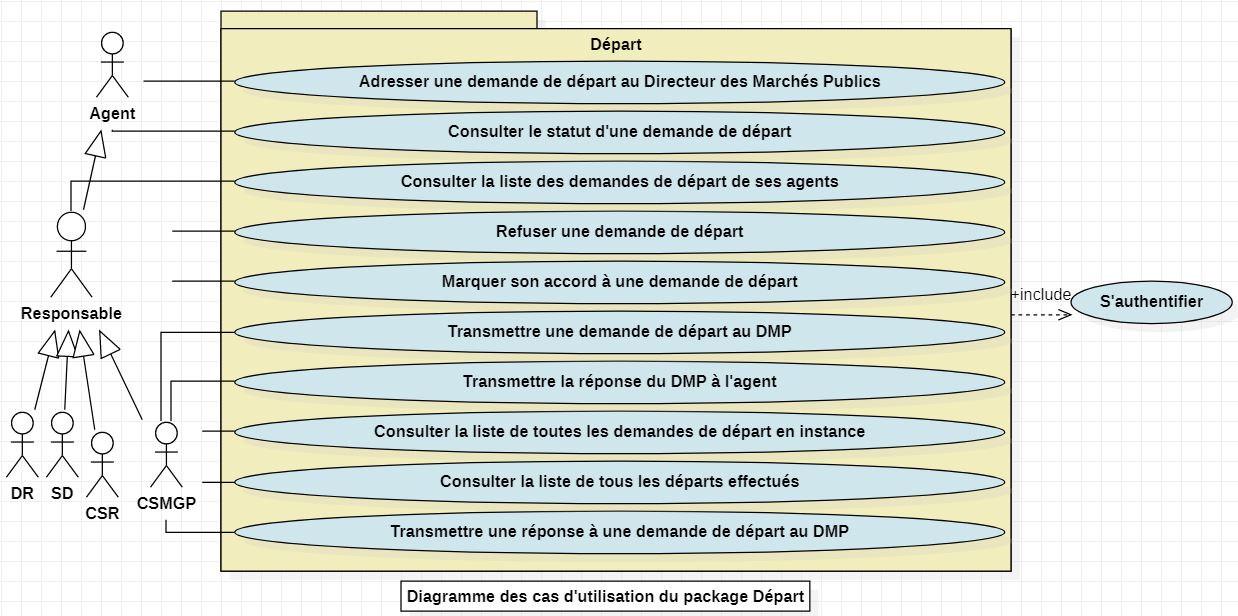 Départ
Agent
Adresser une demande de départ au Directeur des Marchés Publics
Consulter le statut d'une demande de départ
Consulter la liste des demandes de départ de ses agents
Refuser une demande de départ
Marquer son accord à une demande de départ
+include
S'authentifier
Responsable
Transmettre une demande de départ au DMP
Transmettre la réponse du DMP à l'agent
Consulter la liste de toutes les demandes de départ en instance
Consulter la liste de tous les départs effectués
DR
SD
CSR
CSMGP
Transmettre une réponse à une demande de départ au DMP
Diagramme des cas d'utilisation du package Départ